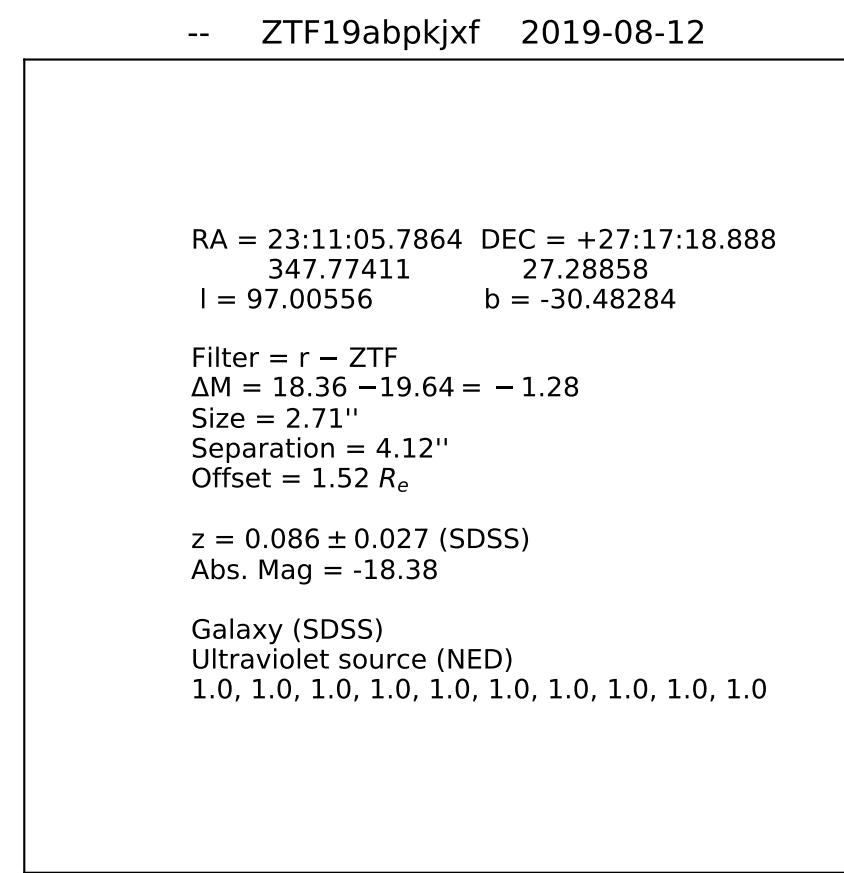 -- ZTF19abpkjxf 2019-08-12
RA = 23:11:05.7864 DEC = +27:17:18.888
347.77411 27.28858
l = 97.00556 b = -30.48284
Filter = r − ZTF
ΔM = 18.36 −19.64 = − 1.28
Size = 2.71''
Separation = 4.12''
Offset = 1.52 Rₑ
z = 0.086 ± 0.027 (SDSS)
Abs. Mag = -18.38
Galaxy (SDSS)
Ultraviolet source (NED)
1.0, 1.0, 1.0, 1.0, 1.0, 1.0, 1.0, 1.0, 1.0, 1.0